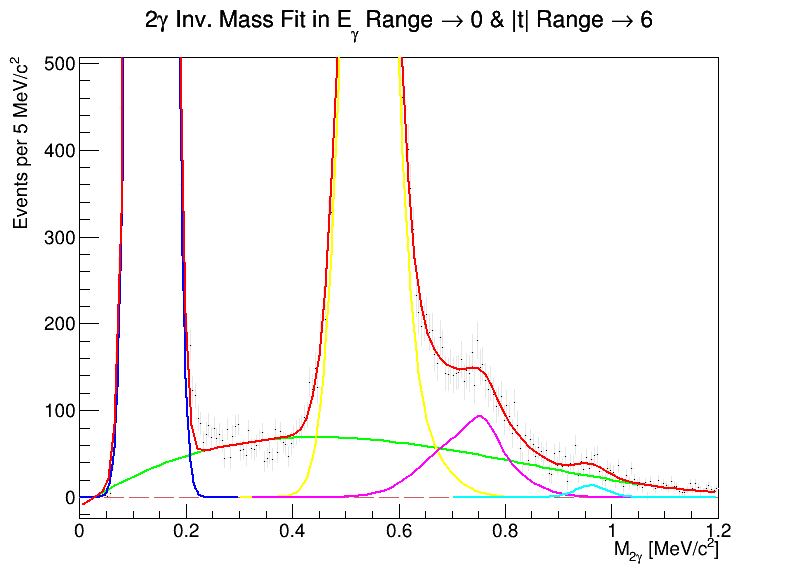 2γ Inv. Mass Fit in Eγ Range → 0 & |t| Range → 6
Events per 5 MeV/c²
500
400
300
200
100
0
0 0.2 0.4 0.6 0.8 1 1.2
M2γ [MeV/c²]